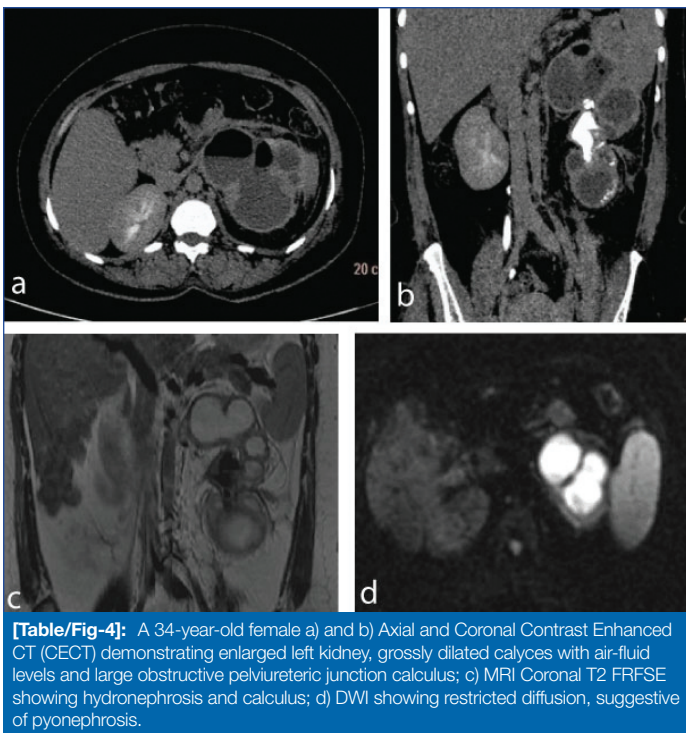 a
20 c
b
c
d
[Table/Fig-4]: A 34-year-old female a) and b) Axial and Coronal Contrast Enhanced
CT (CECT) demonstrating enlarged left kidney, grossly dilated calyces with air-fluid
levels and large obstructive pelviureteric junction calculus; c) MRI Coronal T2 FRFSE
showing hydronephrosis and calculus; d) DWI showing restricted diffusion, suggestive
of pyonephrosis.